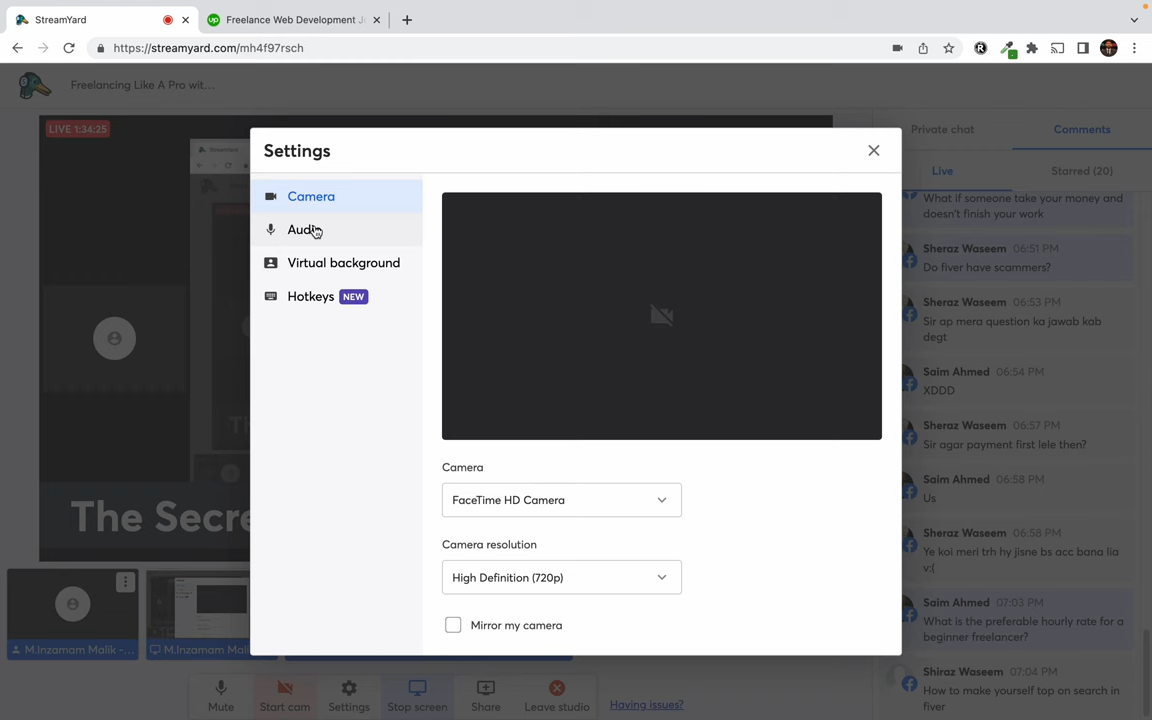 StreamYard
Freelance Web Development J
https://streamyard.com/mh4f97rsch
Freelancing Like A Pro wit...
LIVE 1:34:25
The Secre
M.Inzamam Malik -...
M.Inzamam Mali
Settings
Camera
Audio
Virtual background
Hotkeys NEW
Camera
FaceTime HD Camera
Camera resolution
High Definition (720p)
Mirror my camera
Private chat
Comments
Live
Starred (20)
What if someone take your money and
doesn't finish your work
Sheraz Waseem 06:51 PM
Do fiver have scammers?
Sheraz Waseem 06:53 PM
Sir ap mera question ka jawab kab
degt
Saim Ahmed 06:54 PM
XDDD
Sheraz Waseem 06:57 PM
Sir agar payment first lele then?
Saim Ahmed 06:58 PM
Us
Sheraz Waseem 06:58 PM
Ye koi meri trh hy jisne bs acc bana lia
v:(
Saim Ahmed 07:03 PM
What is the preferable hourly rate for a
beginner freelancer?
Shiraz Waseem 07:04 PM
How to make yourself top on search in
fiver
Mute
Start cam
Settings
Stop screen
Share
Leave studio
Having issues?